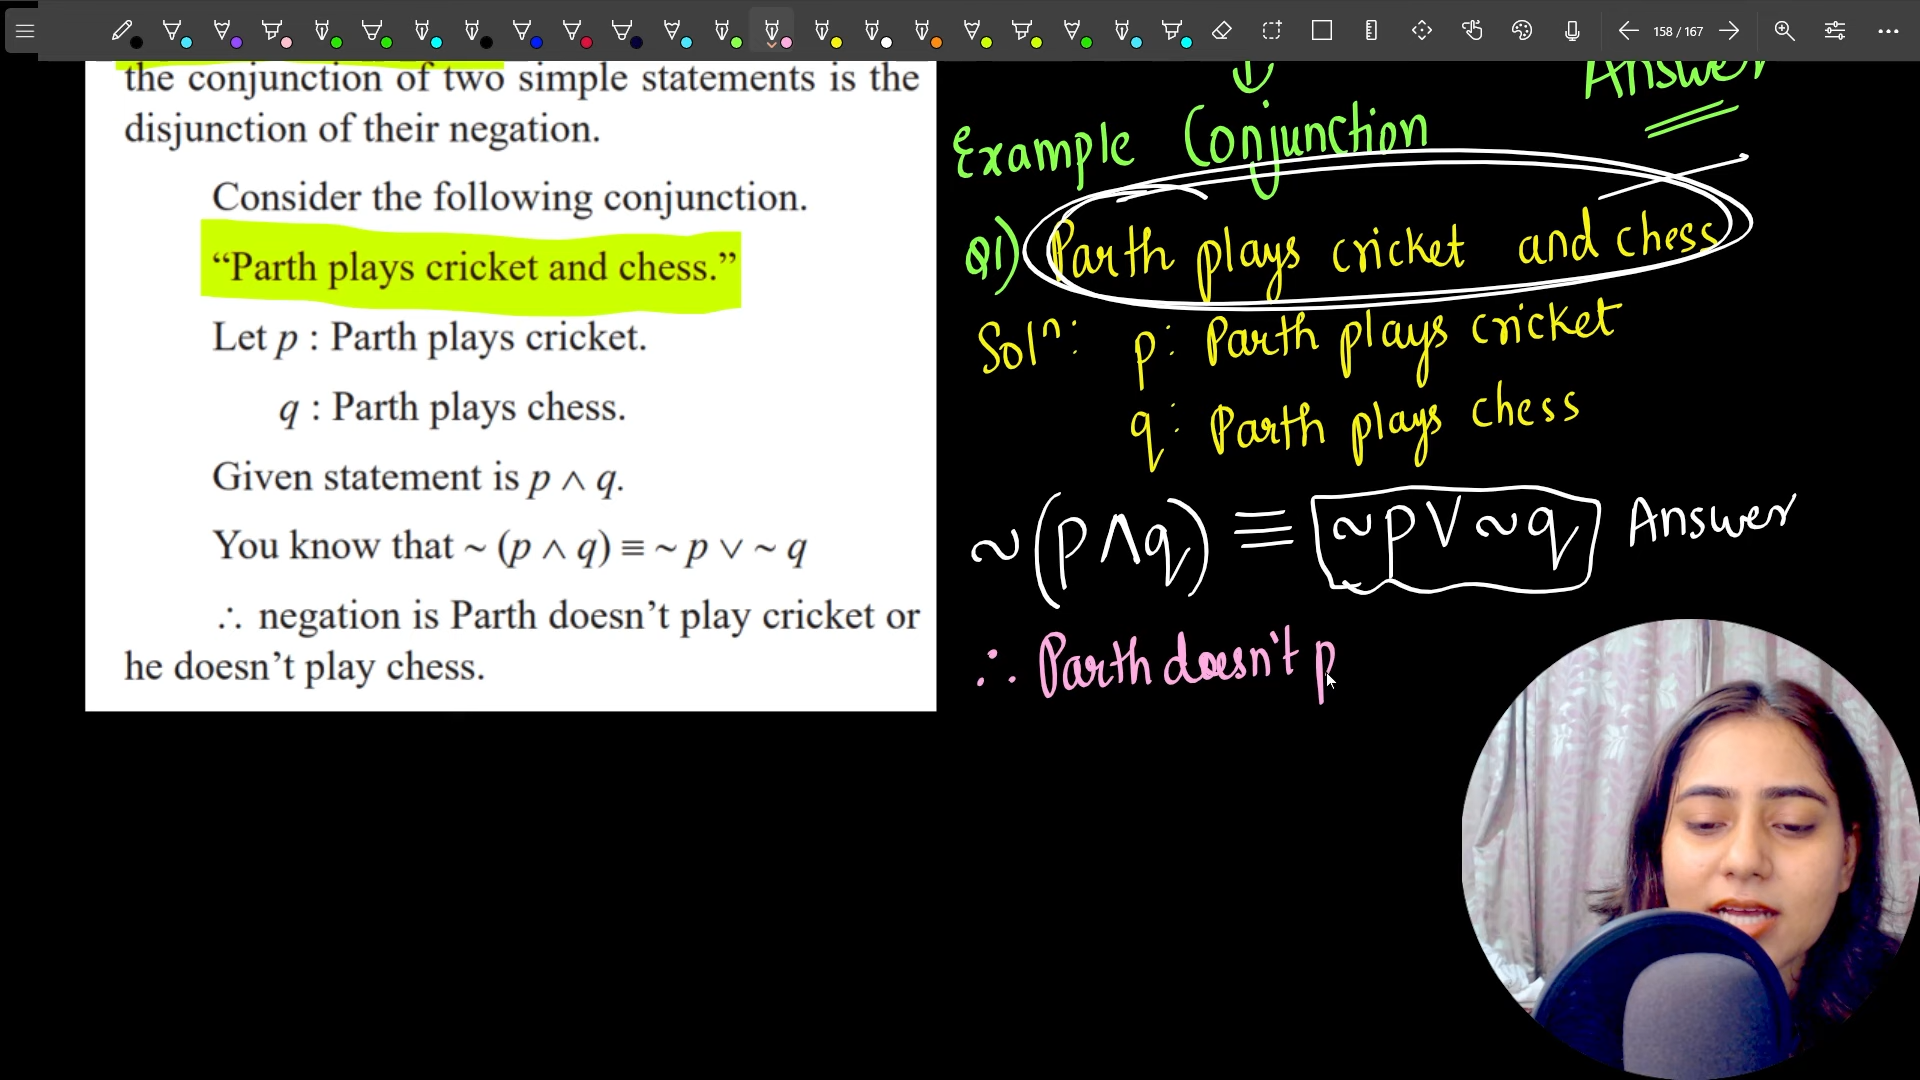 158 / 167
the conjunction of two simple statements is the
disjunction of their negation.
Consider the following conjunction.
“Parth plays cricket and chess.”
Let p : Parth plays cricket.
q : Parth plays chess.
Given statement is p ∧ q.
You know that ~ (p ∧ q) ≡ ~ p ∨ ~ q
∴ negation is Parth doesn’t play cricket or
he doesn’t play chess.
Answer
Example Conjunction
Q1) Parth plays cricket and chess
Solⁿ: p: Parth plays cricket
q: Parth plays chess
~(p∧q) ≡ ~p∨~q Answer
∴ Parth doesn't p